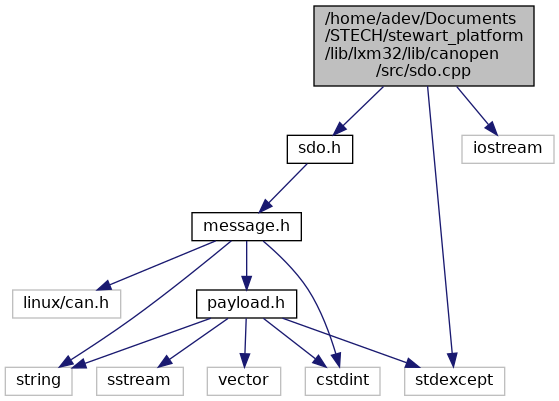 /home/adev/Documents
/STECH/stewart_platform
/lib/lxm32/lib/canopen
/src/sdo.cpp
sdo.h
iostream
message.h
linux/can.h
payload.h
string
sstream
vector
cstdint
stdexcept